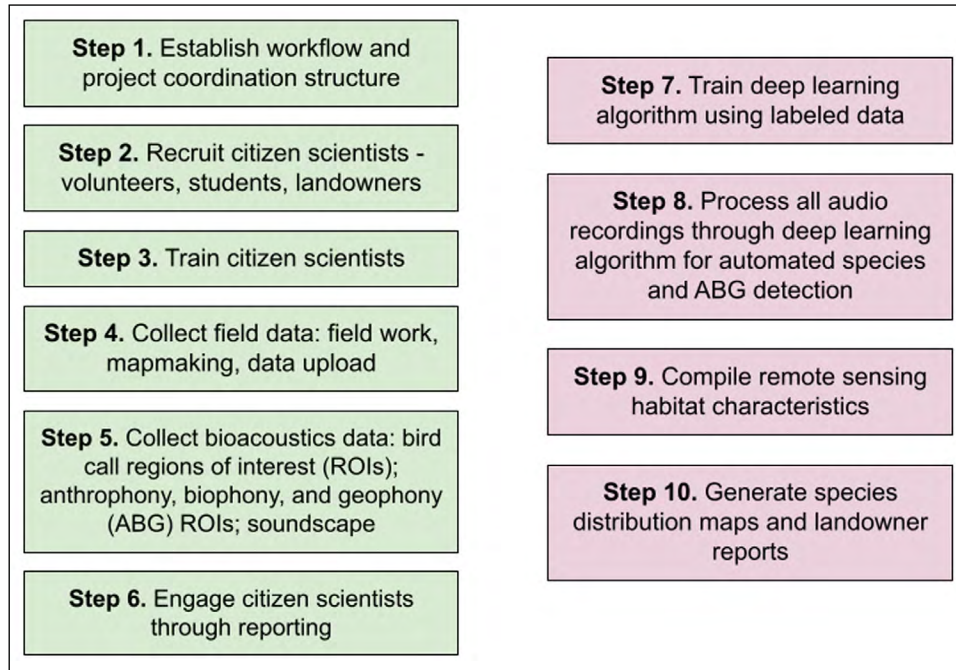 Step 1. Establish workflow and
project coordination structure
Step 2. Recruit citizen scientists -
volunteers, students, landowners
Step 3. Train citizen scientists
Step 4. Collect field data: field work,
mapmaking, data upload
Step 5. Collect bioacoustics data: bird
call regions of interest (ROIs);
anthrophony, biophony, and geophony
(ABG) ROIs; soundscape
Step 6. Engage citizen scientists
through reporting
Step 7. Train deep learning
algorithm using labeled data
Step 8. Process all audio
recordings through deep learning
algorithm for automated species
and ABG detection
Step 9. Compile remote sensing
habitat characteristics
Step 10. Generate species
distribution maps and landowner
reports